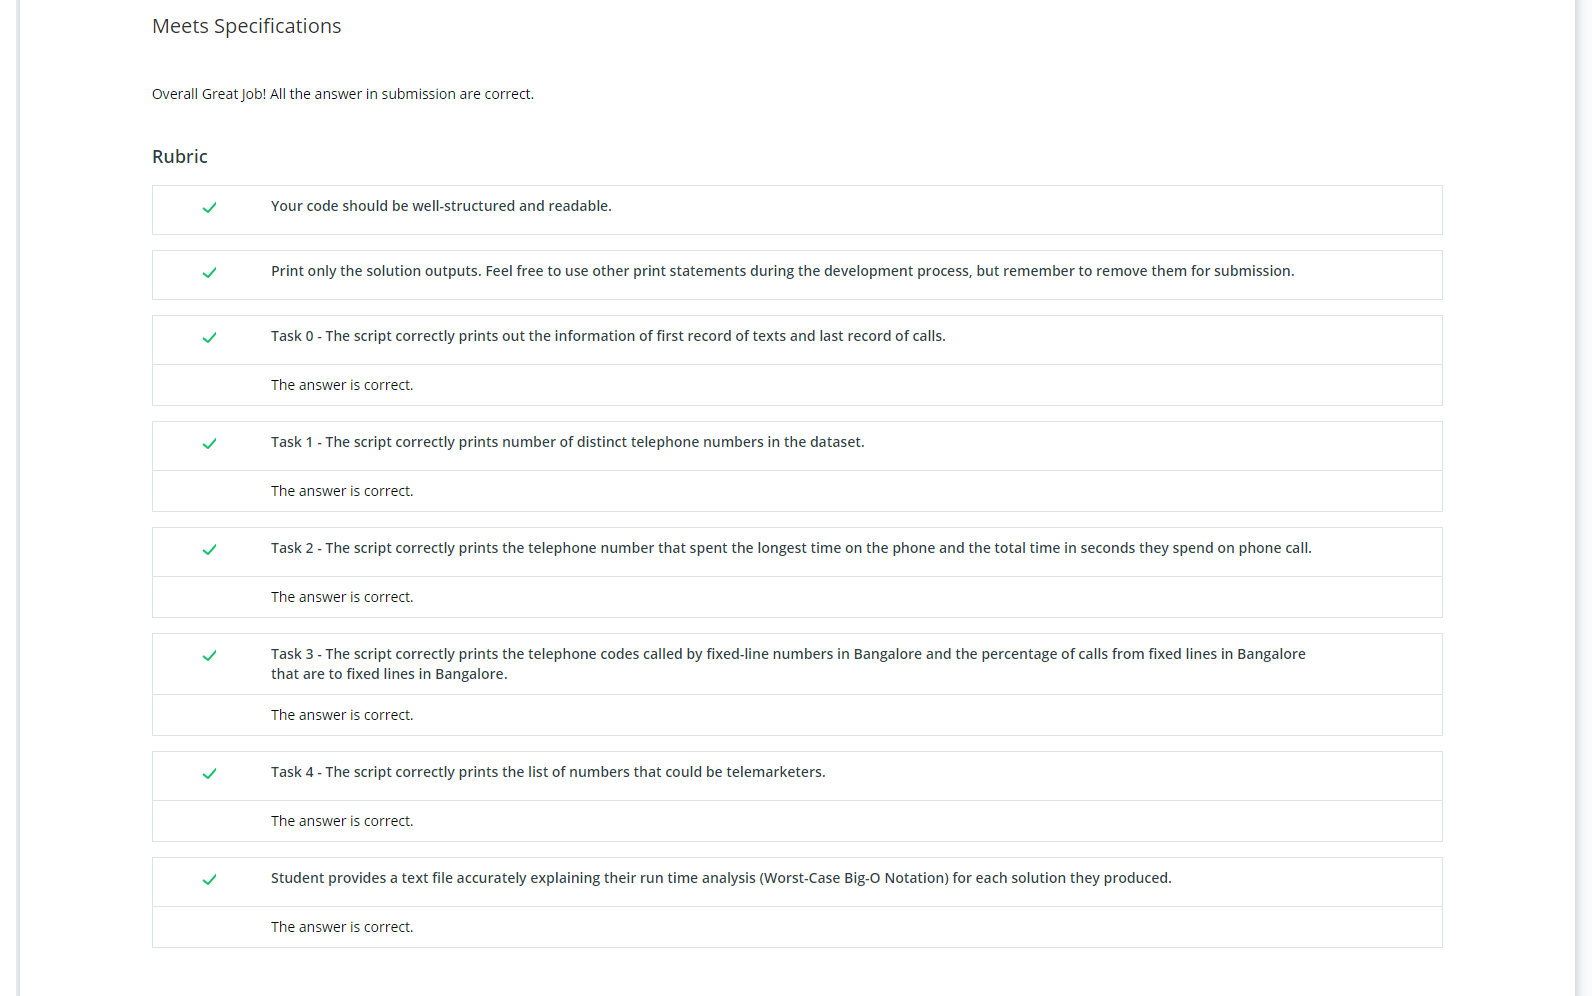 Meets Specifications
Overall Great Job! All the answer in submission are correct.
Rubric
Your code should be well-structured and readable.
Print only the solution outputs. Feel free to use other print statements during the development process, but remember to remove them for submission.
Task 0 - The script correctly prints out the information of first record of texts and last record of calls.
The answer is correct.
Task 1 - The script correctly prints number of distinct telephone numbers in the dataset.
The answer is correct.
Task 2 - The script correctly prints the telephone number that spent the longest time on the phone and the total time in seconds they spend on phone call.
The answer is correct.
Task 3 - The script correctly prints the telephone codes called by fixed-line numbers in Bangalore and the percentage of calls from fixed lines in Bangalore
that are to fixed lines in Bangalore.
The answer is correct.
Task 4 - The script correctly prints the list of numbers that could be telemarketers.
The answer is correct.
Student provides a text file accurately explaining their run time analysis (Worst-Case Big-O Notation) for each solution they produced.
The answer is correct.